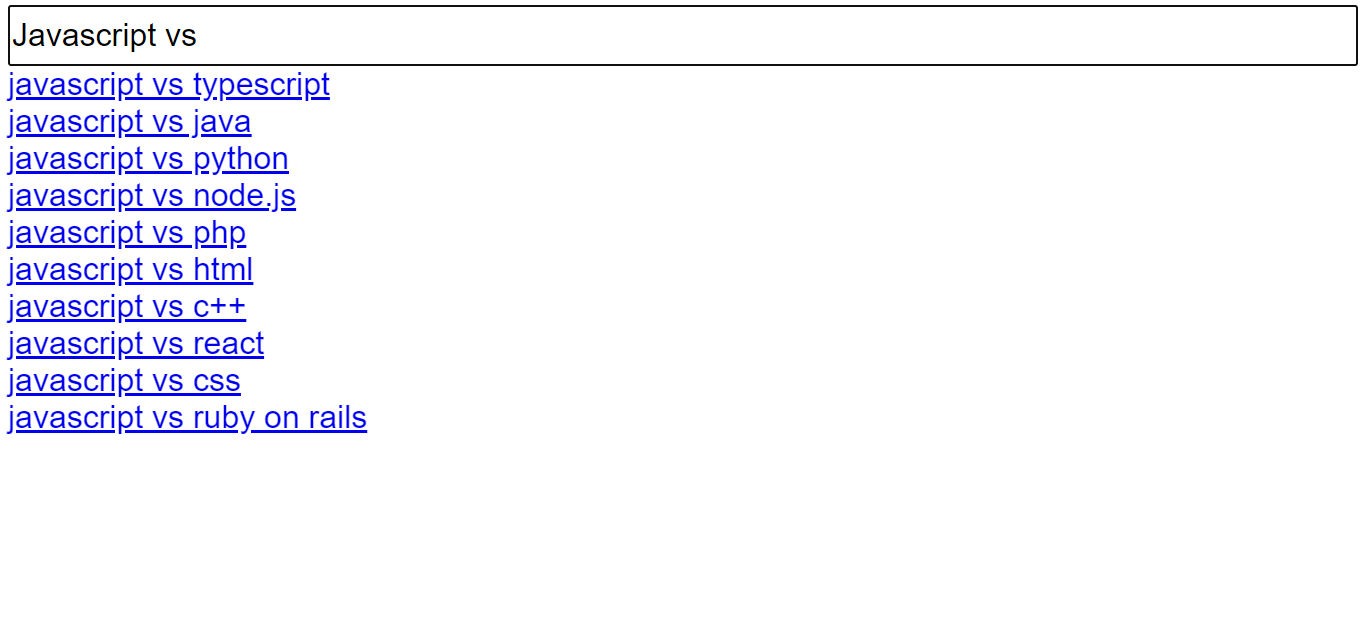 Javascript vs
javascript vs typescript
javascript vs java
javascript vs python
javascript vs node.js
javascript vs php
javascript vs html
javascript vs c++
javascript vs react
javascript vs css
javascript vs ruby on rails